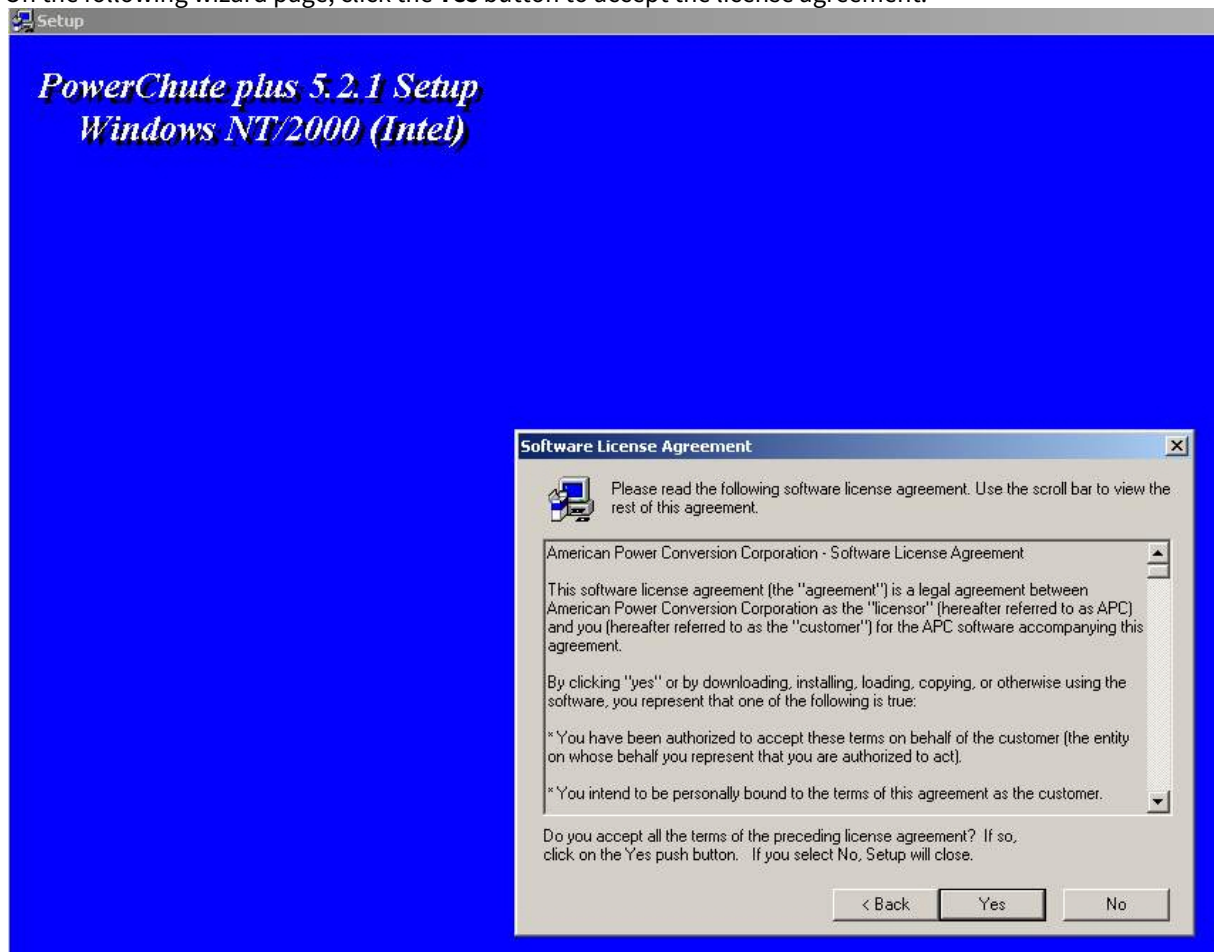 On the following wizard page, click the Yes button to accept the license agreement.
Setup
PowerChute plus 5.2.1 Setup
Windows NT/2000 (Intel)
Software License Agreement
Please read the following software license agreement. Use the scroll bar to view the
rest of this agreement.
American Power Conversion Corporation - Software License Agreement
This software license agreement (the "agreement") is a legal agreement between
American Power Conversion Corporation as the "licensor" (hereafter referred to as APC)
and you (hereafter referred to as the "customer") for the APC software accompanying this
agreement.
By clicking "yes" or by downloading, installing, loading, copying, or otherwise using the
software, you represent that one of the following is true:
* You have been authorized to accept these terms on behalf of the customer (the entity
on whose behalf you represent that you are authorized to act).
* You intend to be personally bound to the terms of this agreement as the customer.
Do you accept all the terms of the preceding license agreement? If so,
click on the Yes push button. If you select No, Setup will close.
< Back
Yes
No